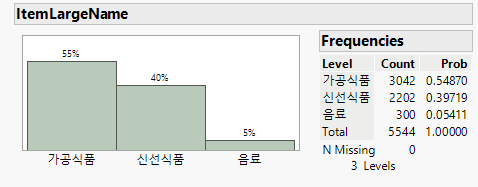 ItemLargeName
55%
40%
5%
가공식품 신선식품 음료
Frequencies
Level Count Prob
가공식품 3042 0.54870
신선식품 2202 0.39719
음료 300 0.05411
Total 5544 1.00000
N Missing 0
3 Levels